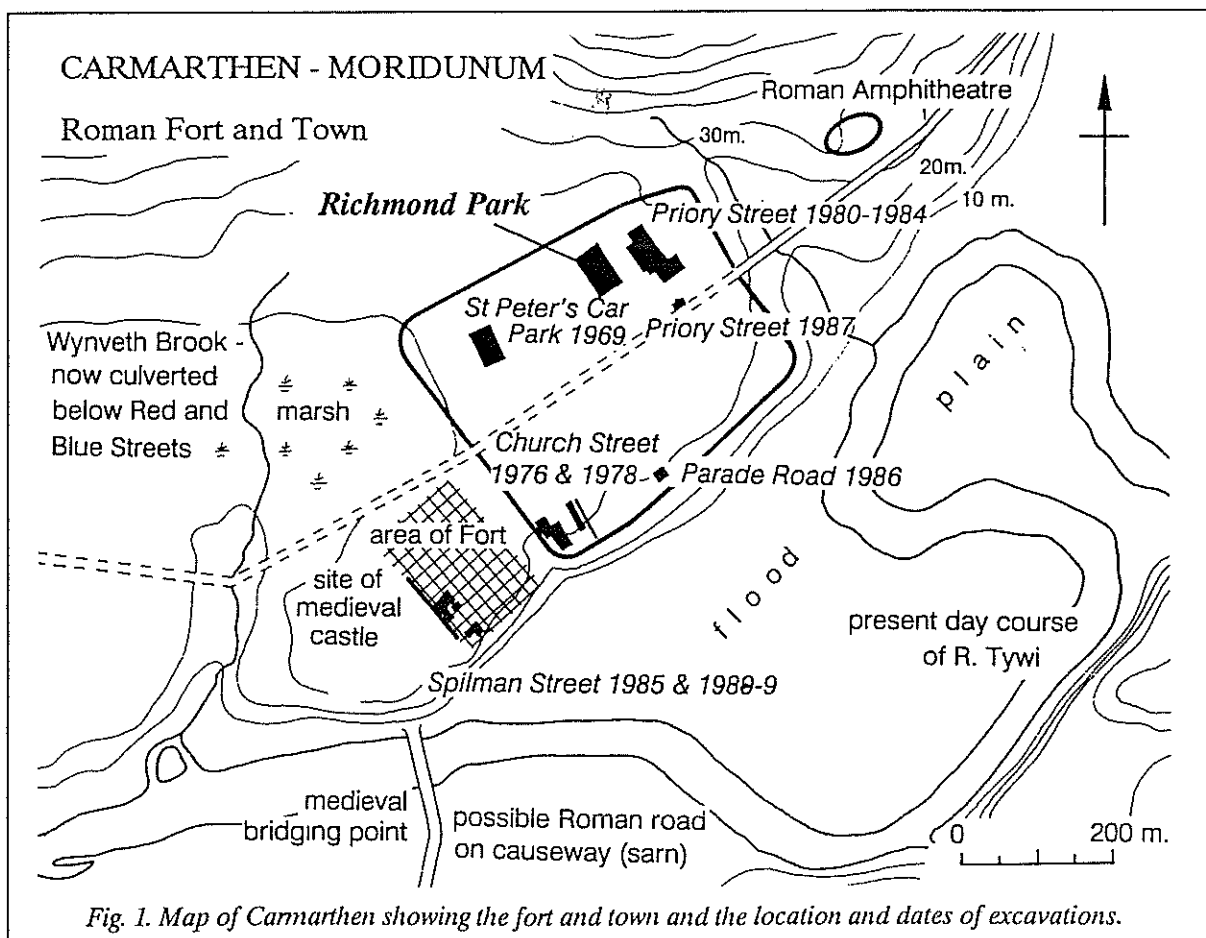 CARMARTHEN - MORIDUNUM
Roman Fort and Town
Roman Amphitheatre
30m.
20m.
10 m.
Richmond Park
Priory Street 1980-1984
St Peter's Car
Park 1969
Priory Street 1987
Wynveth Brook -
now culverted
below Red and
Blue Streets
marsh
plain
Church Street
1976 & 1978
Parade Road 1986
area of Fort
site of
medieval
castle
flood
present day course
of R. Tywi
Spilman Street 1985 & 1988-9
medieval
bridging point
possible Roman road
on causeway (sarn)
0 200 m.
Fig. 1. Map of Carmarthen showing the fort and town and the location and dates of excavations.